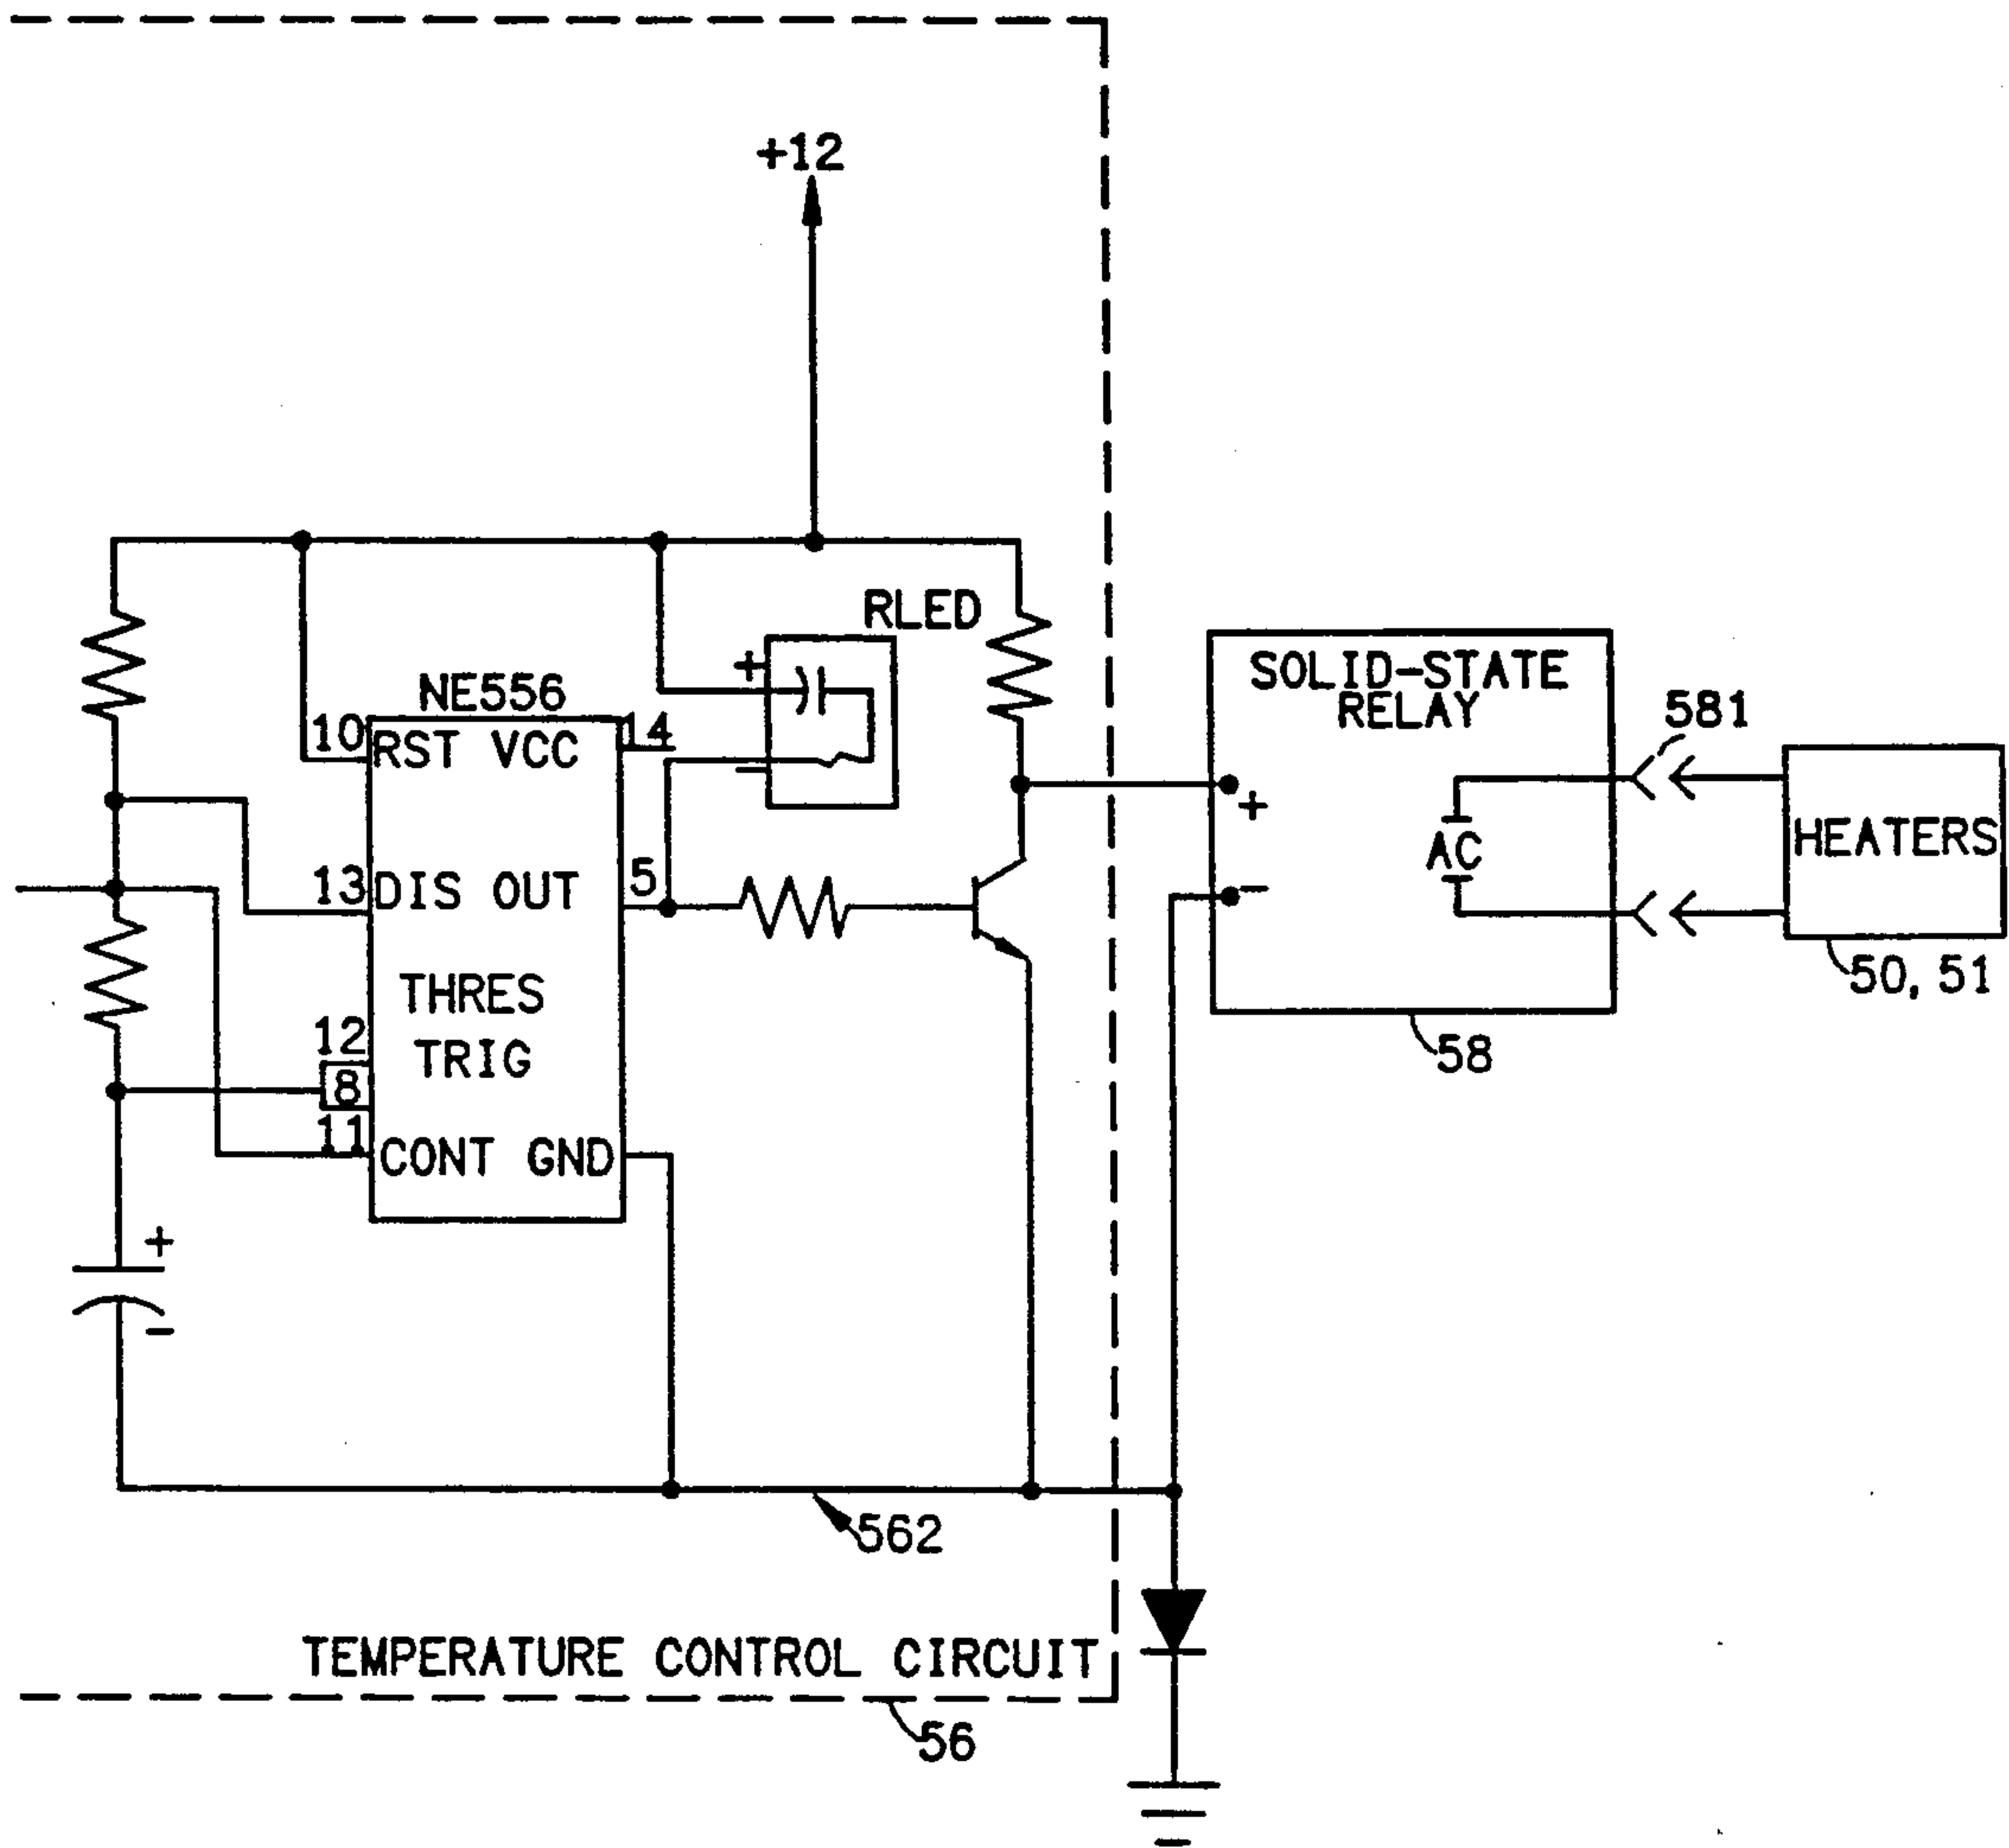 +12
RLED
NE556
10 RST VCC 14
+
-
13 DIS OUT 5
THRES
12
TRIG
8
11 CONT GND
+
-
SOLID-STATE
RELAY
+
AC
-
581
HEATERS
50, 51
58
562
TEMPERATURE CONTROL CIRCUIT
56